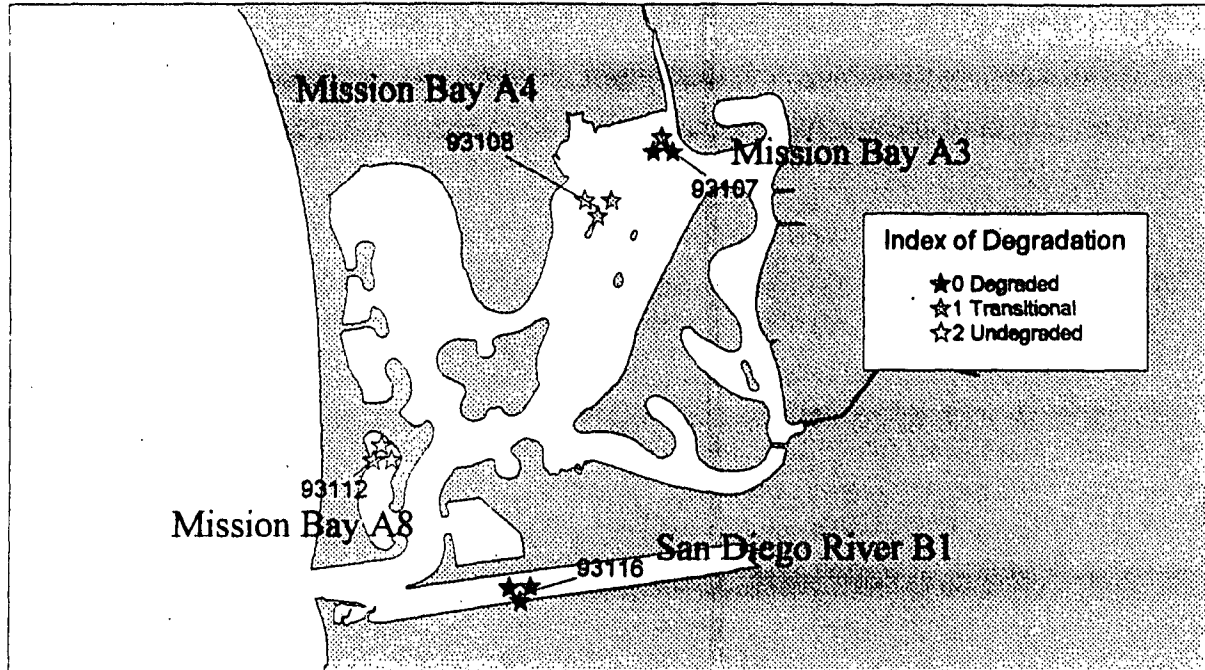 Mission Bay A4
93108
Mission Bay A3
93107
Index of Degradation
0 Degraded
1 Transitional
2 Undegraded
93112
Mission Bay A8
San Diego River B1
93116